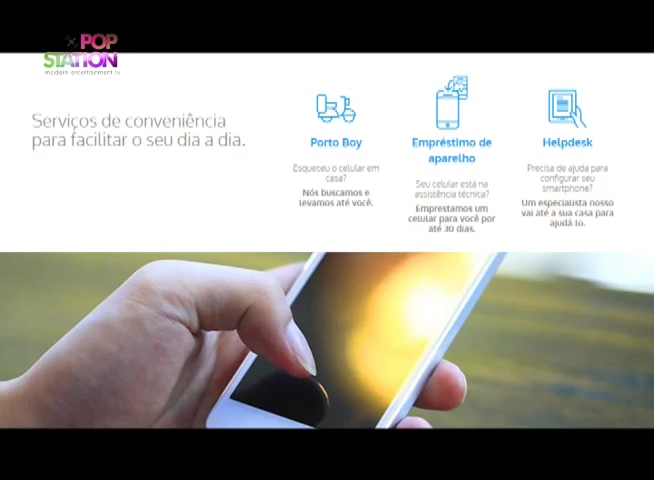 POP
STATION
modern entertainment tv
Serviços de conveniência
para facilitar o seu dia a dia.
Porto Boy
Esqueceu o celular em
casa?
Nós buscamos e
levamos até você.
Empréstimo de
aparelho
Seu celular está na
assistência técnica?
Emprestamos um
celular para você por
até 30 dias.
Helpdesk
Precisa de ajuda para
configurar seu
smartphone?
Um especialista nosso
vai até a sua casa para
ajudá-lo.